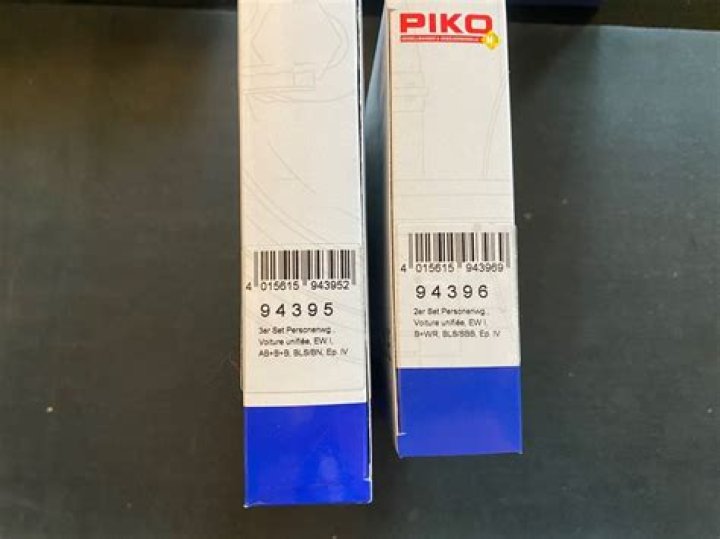 4 015615 943952
94395
3er Set Personenwg.,
Voiture unifiée, EW I,
AB+B+B, BLS/BN, Ep. IV
PIKO
N
4 015615 943969
94396
2er Set Personenwg.,
Voiture unifiée, EW I,
B+WR, BLS/SBB, Ep. IV